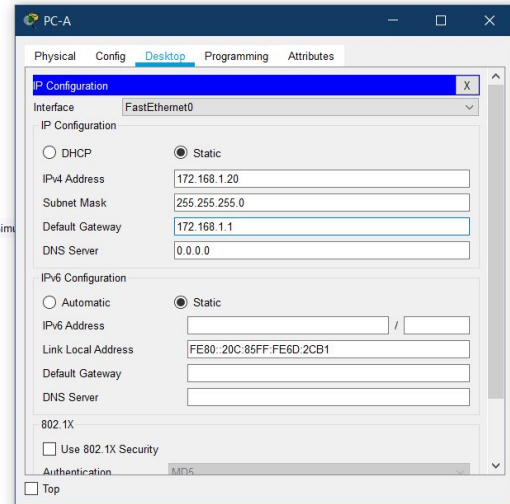 PC-A
Physical Config Desktop Programming Attributes
IP Configuration X
Interface FastEthernet0
IP Configuration
DHCP Static
IPv4 Address 172.168.1.20
Subnet Mask 255.255.255.0
Default Gateway 172.168.1.1
DNS Server 0.0.0.0
IPv6 Configuration
Automatic Static
IPv6 Address /
Link Local Address FE80::20C:85FF:FE6D:2CB1
Default Gateway
DNS Server
802.1X
Use 802.1X Security
Authentication MD5
Top